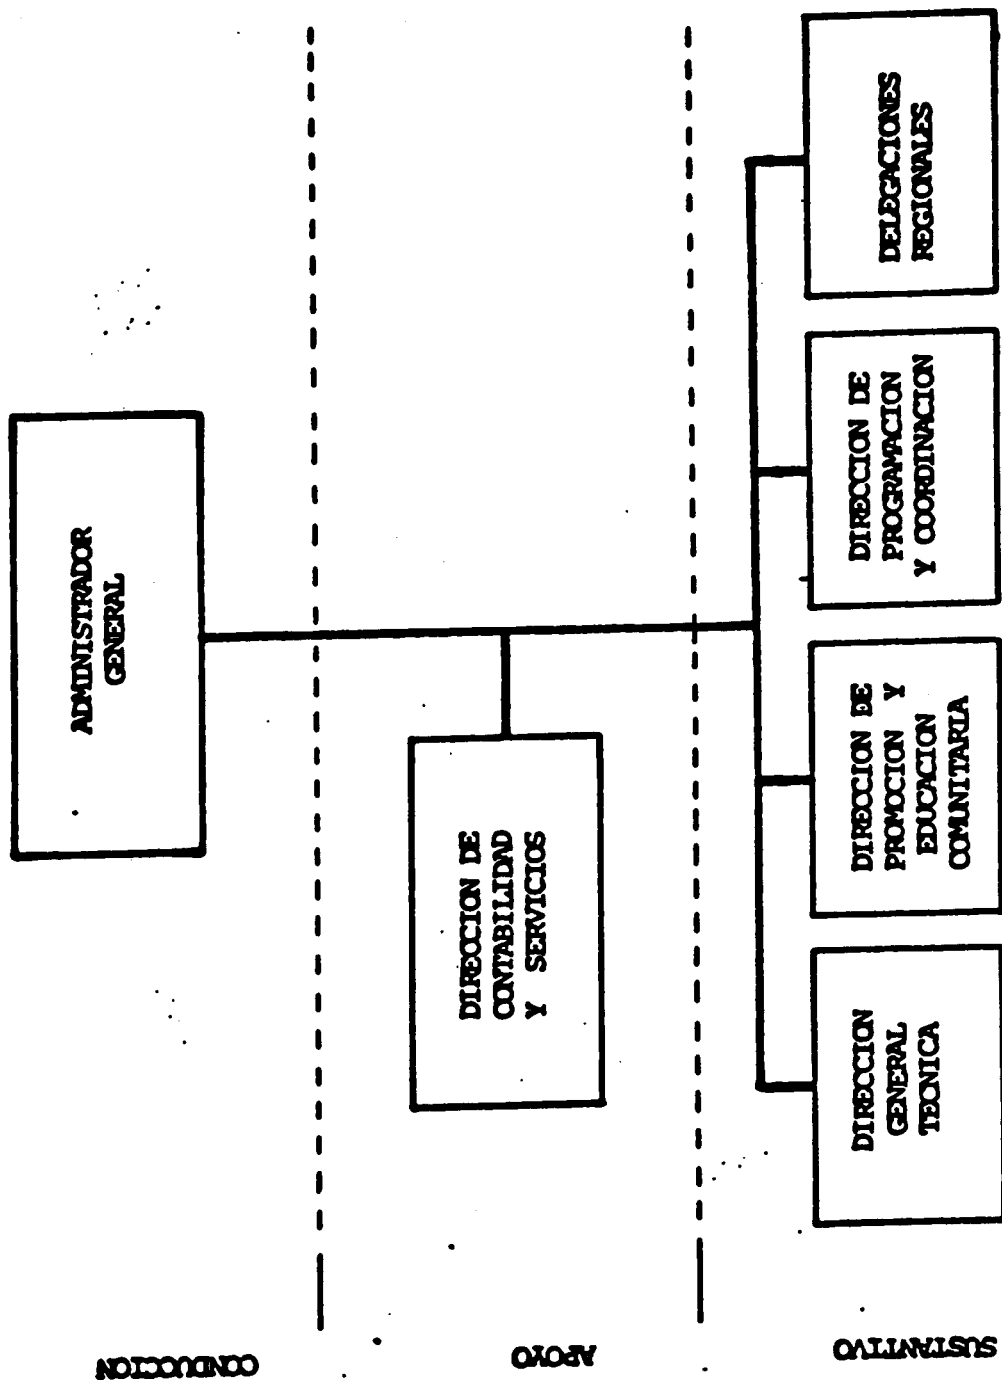 ADMINISTRADOR
GENERAL
DIRECCION DE
CONTABILIDAD
Y SERVICIOS
DIRECCION
GENERAL
TECNICA
DIRECCION DE
PROMOCION Y
EDUCACION
COMUNITARIA
DIRECCION DE
PROGRAMACION
Y COORDINACION
DELEGACIONES
REGIONALES
CONDUCCION
APOYO
SUSTANTIVO